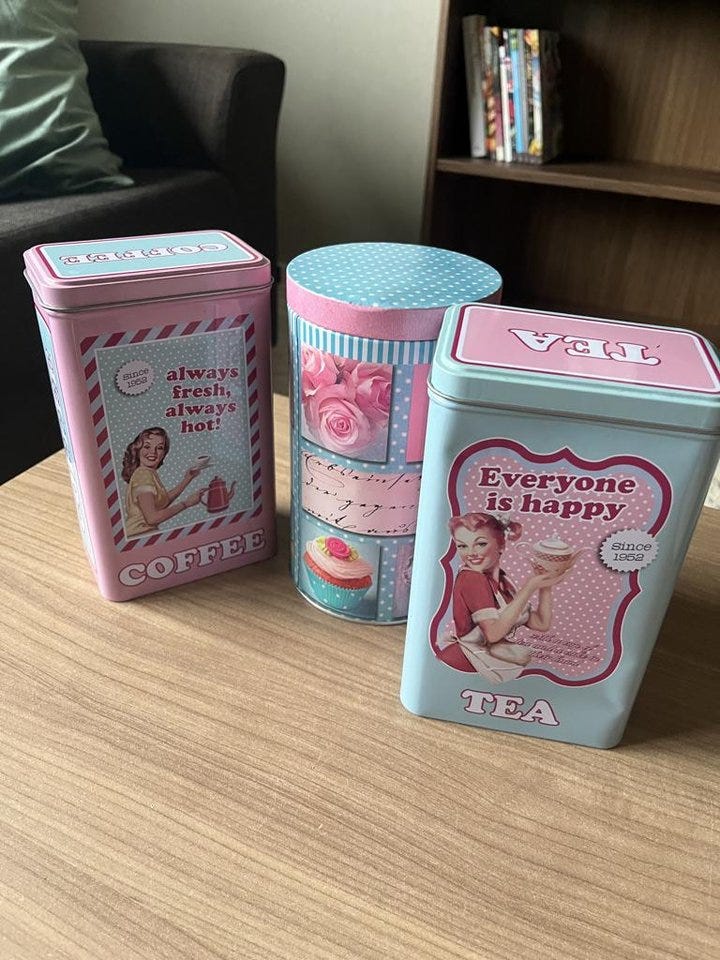 COFFEE
since
1952
always
fresh,
always
hot!
COFFEE
TEA
Everyone
is happy
since
1952
TEA